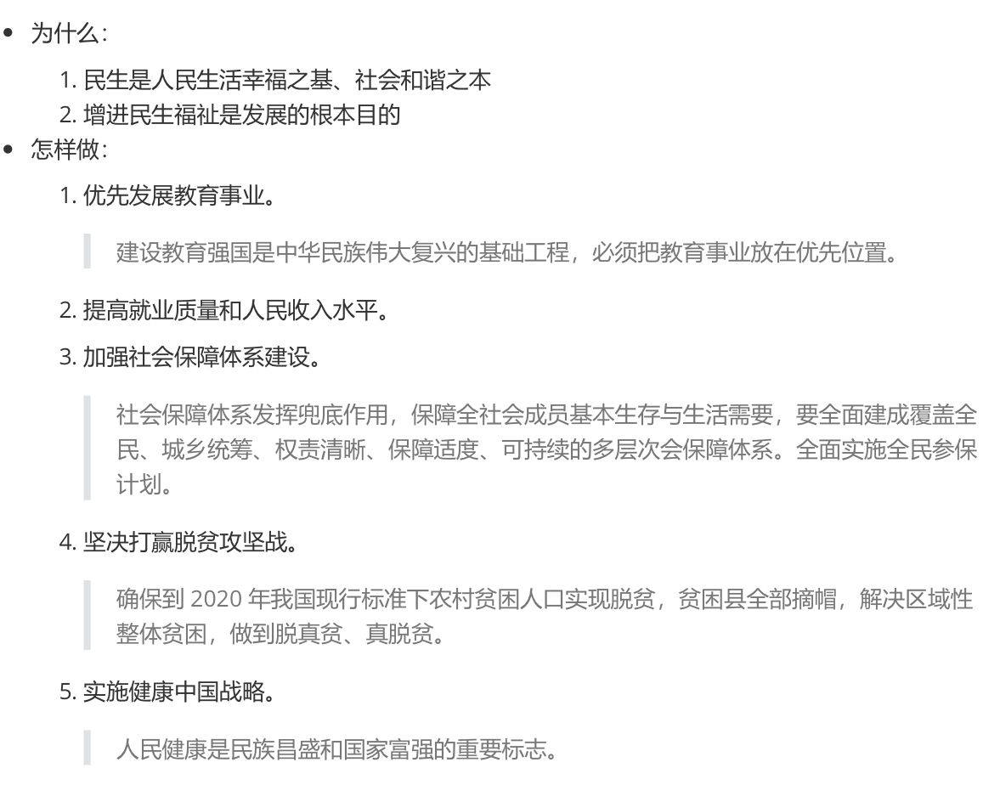 为什么：
1. 民生是人民生活幸福之基、社会和谐之本
2. 增进民生福祉是发展的根本目的
怎样做：
1. 优先发展教育事业。
建设教育强国是中华民族伟大复兴的基础工程，必须把教育事业放在优先位置。
2. 提高就业质量和人民收入水平。
3. 加强社会保障体系建设。
社会保障体系发挥兜底作用，保障全社会成员基本生存与生活需要，要全面建成覆盖全
民、城乡统筹、权责清晰、保障适度、可持续的多层次会保障体系。全面实施全民参保
计划。
4. 坚决打赢脱贫攻坚战。
确保到 2020 年我国现行标准下农村贫困人口实现脱贫，贫困县全部摘帽，解决区域性
整体贫困，做到脱真贫、真脱贫。
5. 实施健康中国战略。
人民健康是民族昌盛和国家富强的重要标志。